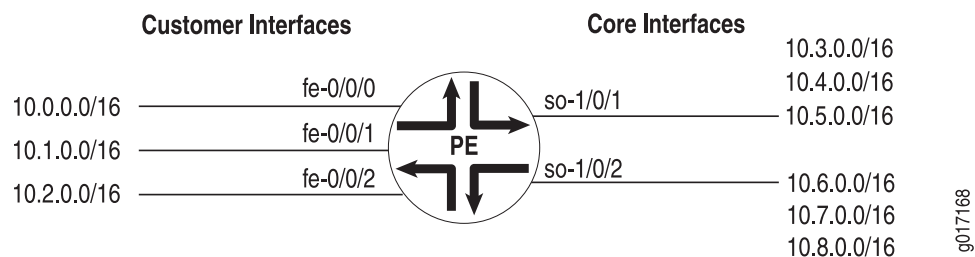 Customer Interfaces
Core Interfaces
10.3.0.0/16
10.4.0.0/16
10.5.0.0/16
fe-0/0/0
so-1/0/1
10.0.0.0/16
fe-0/0/1
10.1.0.0/16
PE
fe-0/0/2
so-1/0/2
10.2.0.0/16
10.6.0.0/16
10.7.0.0/16
10.8.0.0/16
g017168